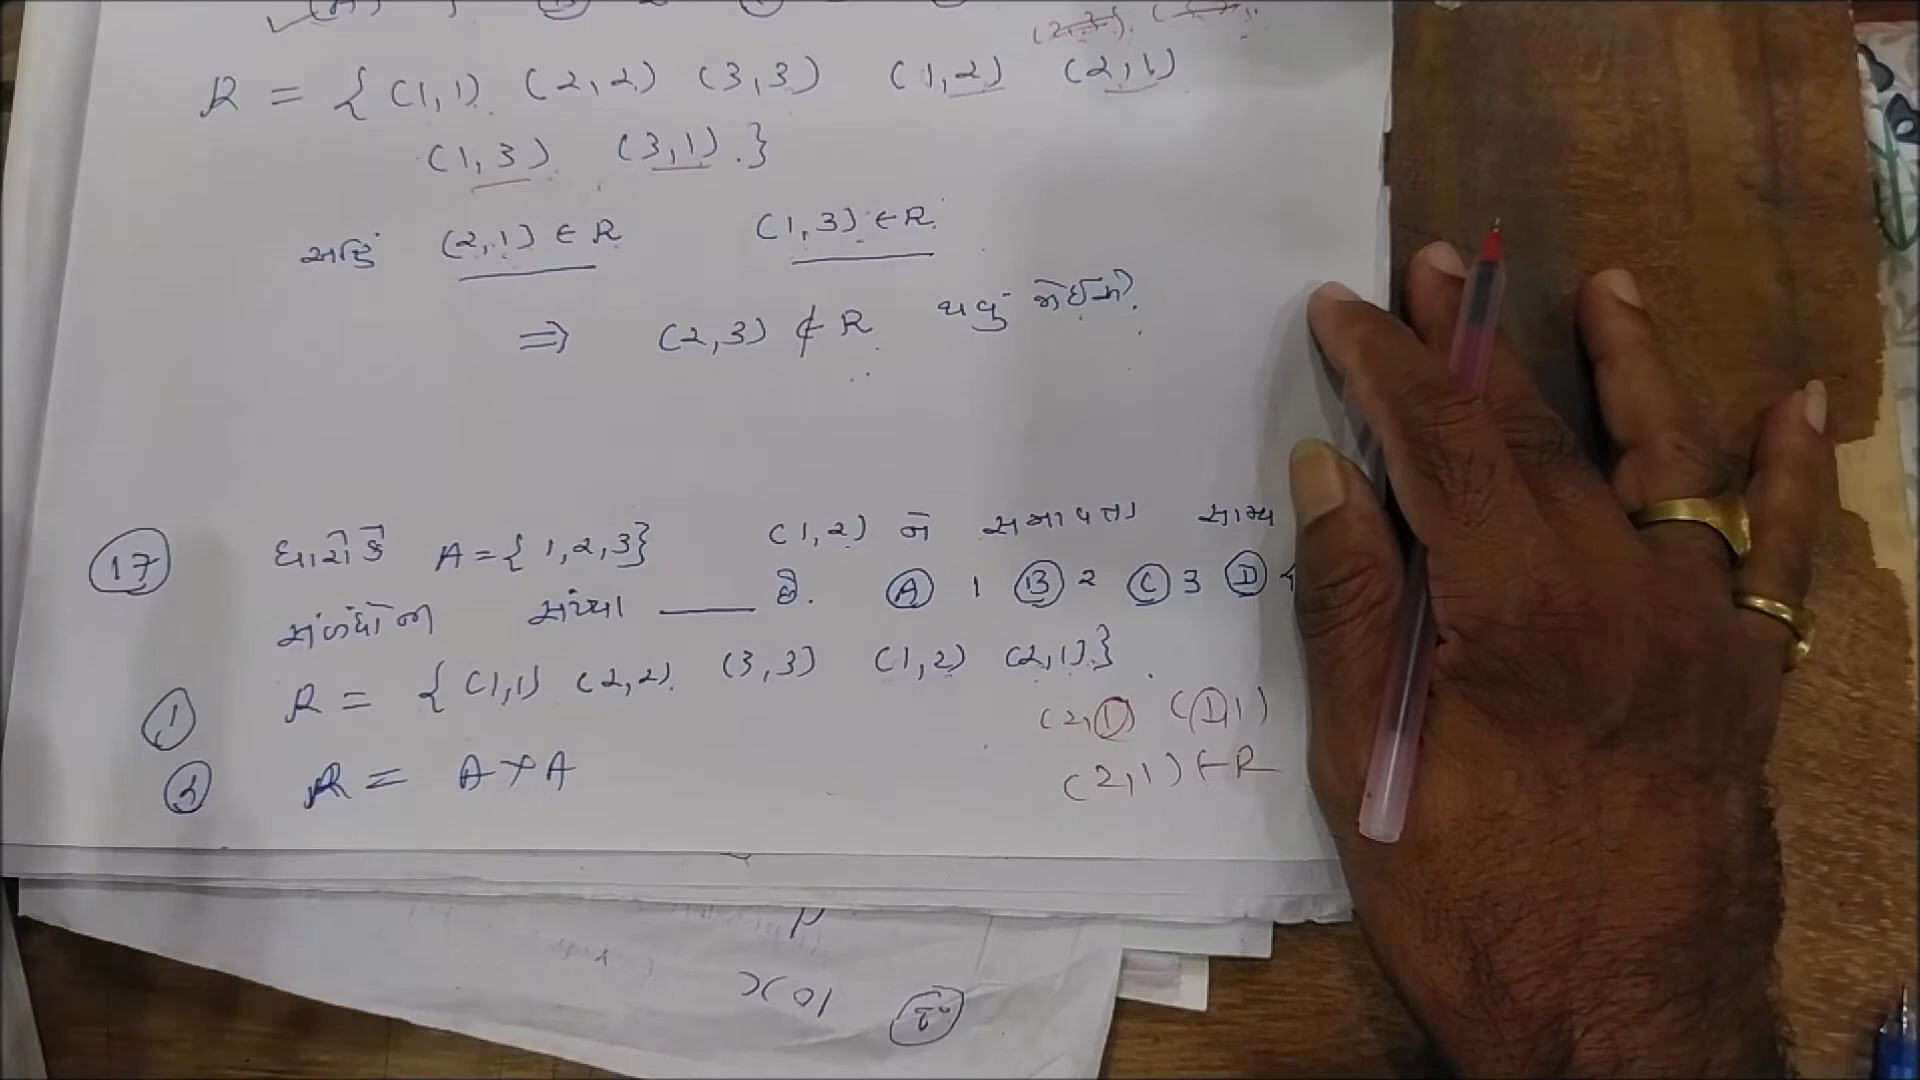 R = { (1,1) (2,2) (3,3) (1,2) (2,1)
(1,3) (3,1) . }
અહિં (2,1) ∈ R (1,3) ∈ R.
⇒ (2,3) ∉ R થવું જોઈએ.
(17) ધારોકે A = { 1, 2, 3 } (1,2) ને સમાવતા સામ્ય
સંબંધોની સંખ્યા ___ છે. (A) 1 (B) 2 (C) 3 (D)
(1) R = { (1,1) (2,2) (3,3) (1,2) (2,1) }
(2,1) (1,1)
(2) R = A × A
(2,1) ∈ R